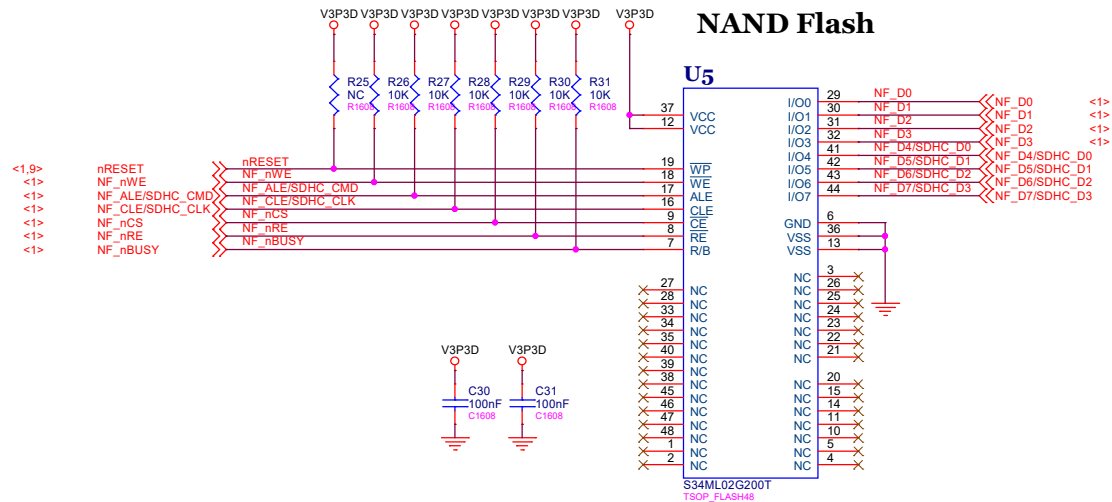 V3P3D V3P3D V3P3D V3P3D V3P3D V3P3D V3P3D V3P3D
NAND Flash
R25 R26 R27 R28 R29 R30 R31
NC 10K 10K 10K 10K 10K 10K
R1608 R1608 R1608 R1608 R1608 R1608 R1608
U5
37 VCC
12 VCC
<1,9> nRESET nRESET 19 WP
<1> NF_nWE NF_nWE 18 WE
<1> NF_ALE/SDHC_CMD NF_ALE/SDHC_CMD 17 ALE
<1> NF_CLE/SDHC_CLK NF_CLE/SDHC_CLK 16 CLE
<1> NF_nCS NF_nCS 9 CE
<1> NF_nRE NF_nRE 8 RE
<1> NF_nBUSY NF_nBUSY 7 R/B
I/O0 29 NF_D0 NF_D0 <1>
I/O1 30 NF_D1 NF_D1 <1>
I/O2 31 NF_D2 NF_D2 <1>
I/O3 32 NF_D3 NF_D3 <1>
I/O4 41 NF_D4/SDHC_D0 NF_D4/SDHC_D0
I/O5 42 NF_D5/SDHC_D1 NF_D5/SDHC_D1
I/O6 43 NF_D6/SDHC_D2 NF_D6/SDHC_D2
I/O7 44 NF_D7/SDHC_D3 NF_D7/SDHC_D3
GND 6
VSS 36
VSS 13
NC 3
27 NC NC 26
28 NC NC 25
33 NC NC 24
34 NC NC 23
35 NC NC 22
40 NC NC 21
39 NC
38 NC NC 20
45 NC NC 15
46 NC NC 14
47 NC NC 11
48 NC NC 10
1 NC NC 5
2 NC NC 4
V3P3D V3P3D
C30 C31
100nF 100nF
C1608 C1608
S34ML02G200T
TSOP_FLASH48